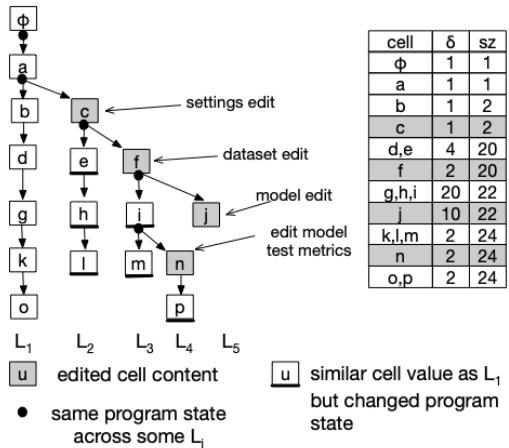 ϕ
a
b
c
settings edit
d
e
f
dataset edit
g
h
i
j
model edit
edit model
test metrics
k
l
m
n
o
p
L1 L2 L3 L4 L5
u edited cell content
same program state
across some Li
u similar cell value as L1
but changed program
state
cell δ sz
ϕ 1 1
a 1 1
b 1 2
c 1 2
d,e 4 20
f 2 20
g,h,i 20 22
j 10 22
k,l,m 2 24
n 2 24
o,p 2 24